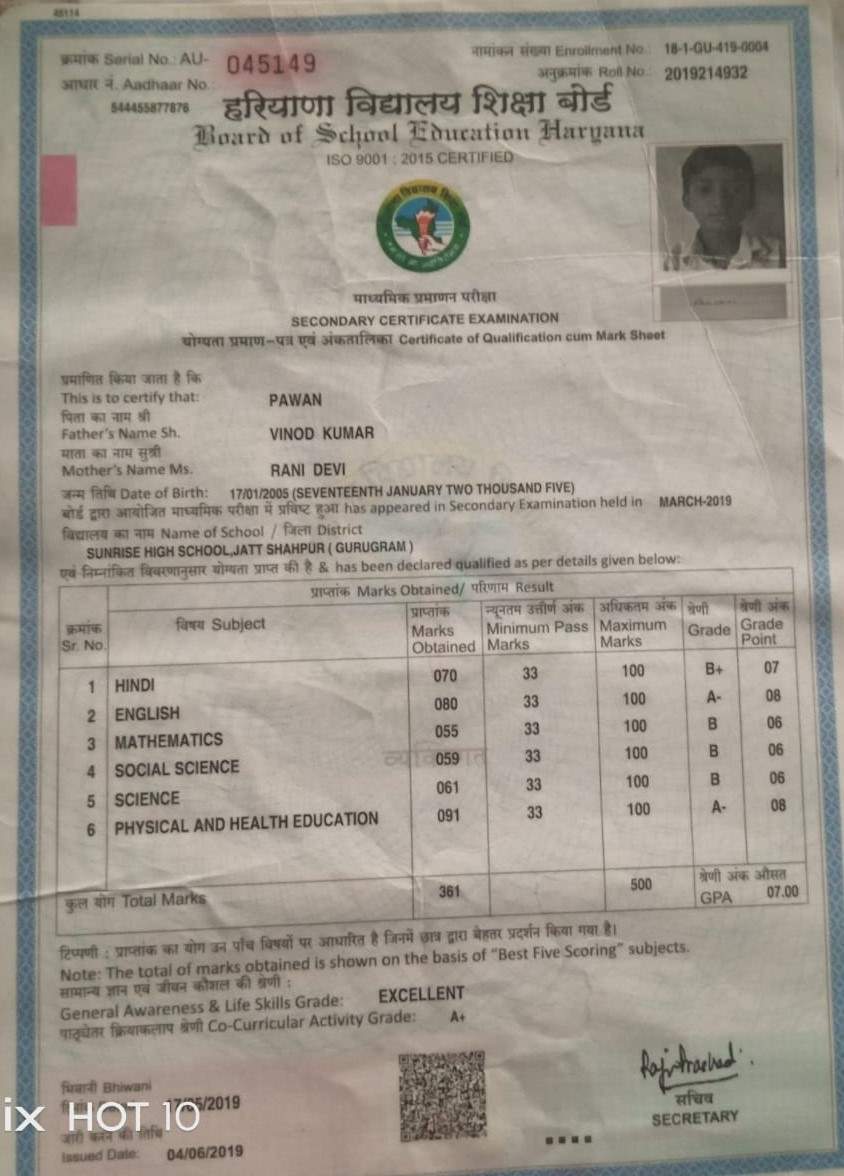 48114
क्रमांक Serial No.: AU- 045149
नामांकन संख्या Enrollment No.: 18-1-GU-419-0004
आधार नं. Aadhaar No.:
544455877876
अनुक्रमांक Roll No.: 2019214932
हरियाणा विद्यालय शिक्षा बोर्ड
Board of School Education Haryana
ISO 9001 : 2015 CERTIFIED
माध्यमिक प्रमाणन परीक्षा
SECONDARY CERTIFICATE EXAMINATION
योग्यता प्रमाण-पत्र एवं अंकतालिका Certificate of Qualification cum Mark Sheet
प्रमाणित किया जाता है कि
This is to certify that: PAWAN
पिता का नाम श्री
Father's Name Sh. VINOD KUMAR
माता का नाम सुश्री
Mother's Name Ms. RANI DEVI
जन्म तिथि Date of Birth: 17/01/2005 (SEVENTEENTH JANUARY TWO THOUSAND FIVE)
बोर्ड द्वारा आयोजित माध्यमिक परीक्षा में प्रविष्ट हुआ has appeared in Secondary Examination held in MARCH-2019
विद्यालय का नाम Name of School / जिला District
SUNRISE HIGH SCHOOL,JATT SHAHPUR ( GURUGRAM )
एवं निम्नांकित विवरणानुसार योग्यता प्राप्त की है & has been declared qualified as per details given below:
प्राप्तांक Marks Obtained/ परिणाम Result
क्रमांक Sr. No. विषय Subject प्राप्तांक Marks Obtained न्यूनतम उत्तीर्ण अंक Minimum Pass Marks अधिकतम अंक Maximum Marks श्रेणी Grade श्रेणी अंक Grade Point
1 HINDI 070 33 100 B+ 07
2 ENGLISH 080 33 100 A- 08
3 MATHEMATICS 055 33 100 B 06
4 SOCIAL SCIENCE 059 33 100 B 06
5 SCIENCE 061 33 100 B 06
6 PHYSICAL AND HEALTH EDUCATION 091 33 100 A- 08
कुल योग Total Marks 361 500 श्रेणी अंक औसत GPA 07.00
टिप्पणी : प्राप्तांक का योग उन पाँच विषयों पर आधारित है जिनमें छात्र द्वारा बेहतर प्रदर्शन किया गया है।
Note: The total of marks obtained is shown on the basis of "Best Five Scoring" subjects.
सामान्य ज्ञान एवं जीवन कौशल की श्रेणी :
General Awareness & Life Skills Grade: EXCELLENT
पाठ्येतर क्रियाकलाप श्रेणी Co-Curricular Activity Grade: A+
भिवानी Bhiwani
/05/2019
जारी करने की तिथि
Issued Date: 04/06/2019
सचिव
SECRETARY
ix HOT 10